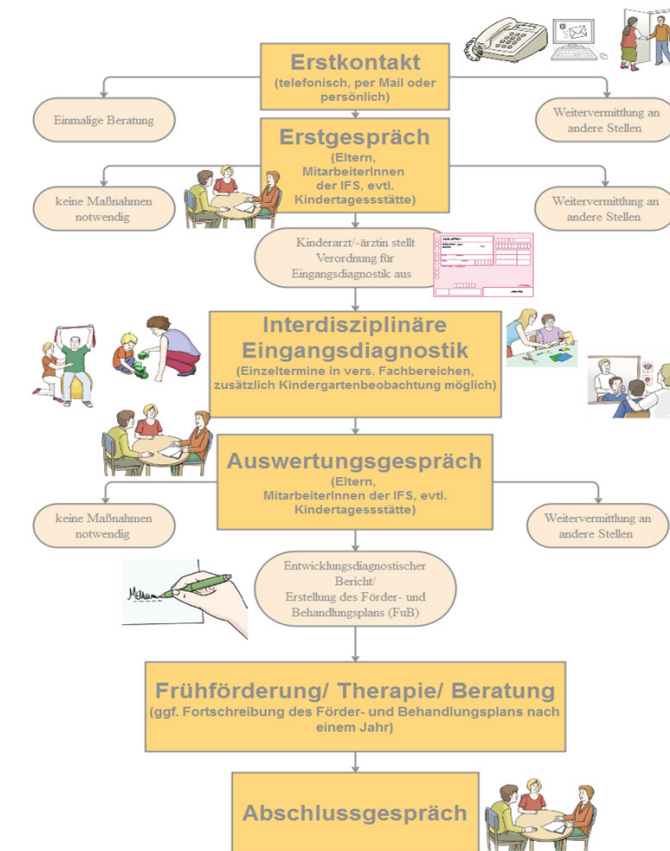 Erstkontakt
(telefonisch, per Mail oder
persönlich)
Einmalige Beratung
Weitervermittlung an
andere Stellen
Erstgespräch
(Eltern,
MitarbeiterInnen
der IFS, evtl.
Kindertagessstätte)
keine Maßnahmen
notwendig
Weitervermittlung an
andere Stellen
Kinderarzt/-ärztin stellt
Verordnung für
Eingangsdiagnostik aus
Interdisziplinäre
Eingangsdiagnostik
(Einzeltermine in vers. Fachbereichen,
zusätzlich Kindergartenbeobachtung möglich)
Auswertungsgespräch
(Eltern,
MitarbeiterInnen der IFS, evtl.
Kindertagessstätte)
keine Maßnahmen
notwendig
Weitervermittlung an
andere Stellen
Entwicklungsdiagnostischer
Bericht/
Erstellung des Förder- und
Behandlungsplans (FuB)
Frühförderung/ Therapie/ Beratung
(ggf. Fortschreibung des Förder- und Behandlungsplans nach
einem Jahr)
Abschlussgespräch